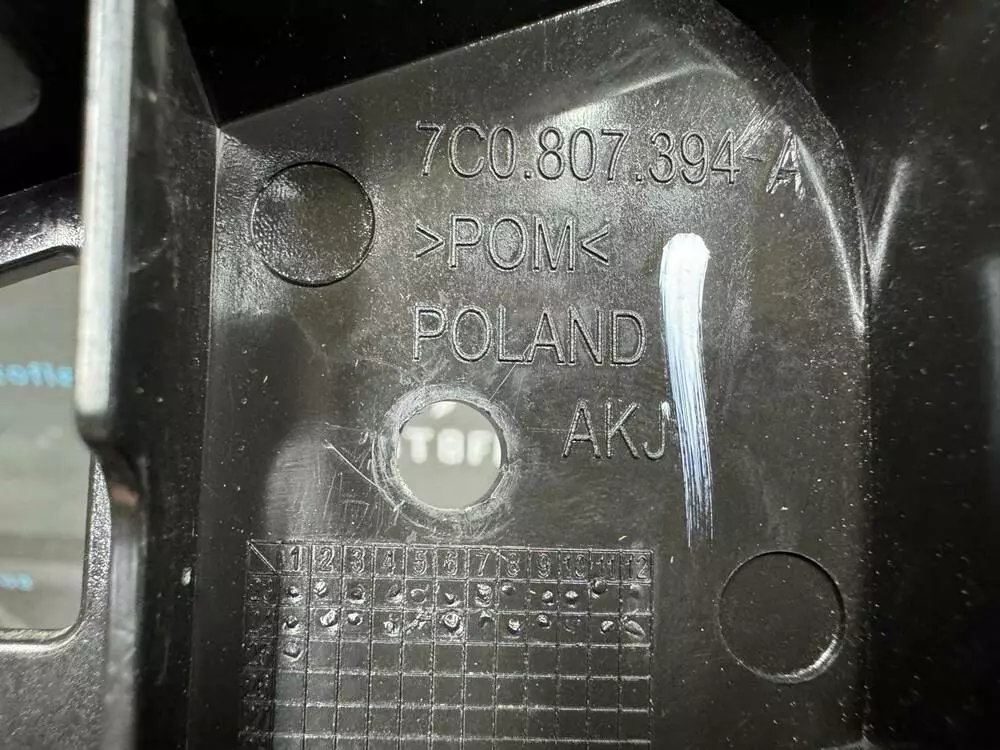 7C0.807.394-A
>POM<
POLAND
AKJ
1 2 3 4 5 6 7 8 9 10 11 12